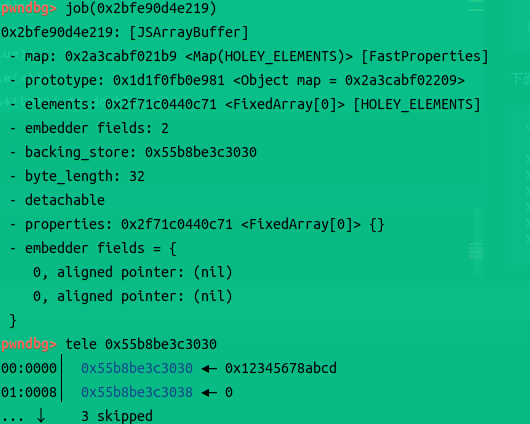 pwndbg> job(0x2bfe90d4e219)
0x2bfe90d4e219: [JSArrayBuffer]
- map: 0x2a3cabf021b9 <Map(HOLEY_ELEMENTS)> [FastProperties]
- prototype: 0x1d1f0fb0e981 <Object map = 0x2a3cabf02209>
- elements: 0x2f71c0440c71 <FixedArray[0]> [HOLEY_ELEMENTS]
- embedder fields: 2
- backing_store: 0x55b8be3c3030
- byte_length: 32
- detachable
- properties: 0x2f71c0440c71 <FixedArray[0]> {}
- embedder fields = {
0, aligned pointer: (nil)
0, aligned pointer: (nil)
}
pwndbg> tele 0x55b8be3c3030
00:0000│ 0x55b8be3c3030 ◂— 0x12345678abcd
01:0008│ 0x55b8be3c3038 ◂— 0
... ↓ 3 skipped